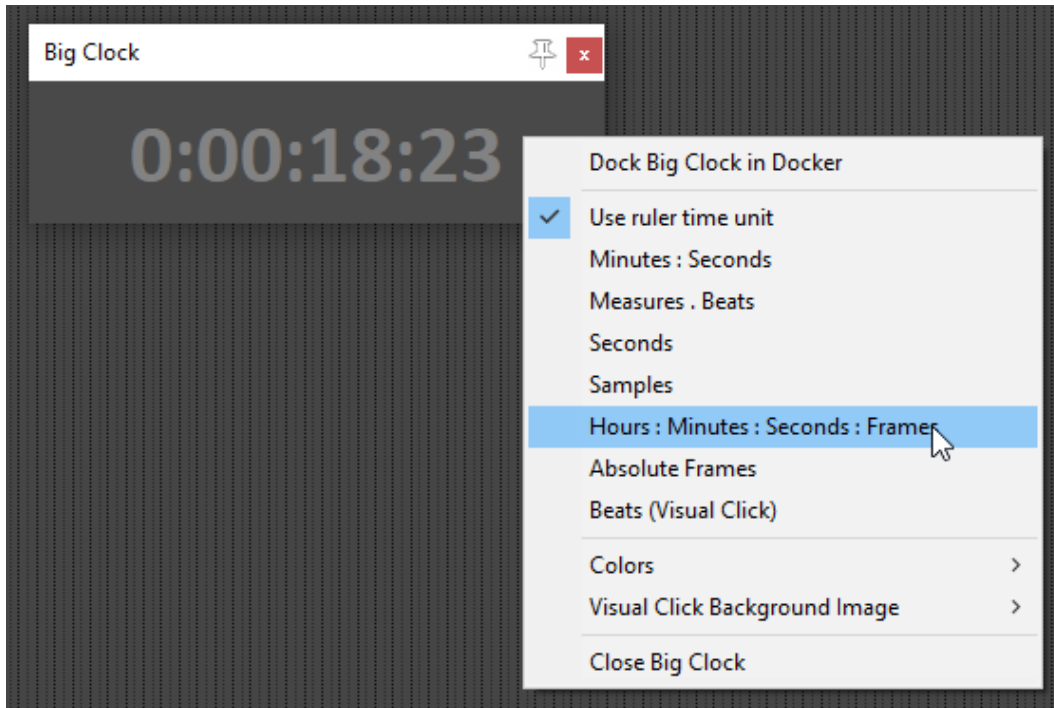 Big Clock
x
0:00:18:23
Dock Big Clock in Docker
Use ruler time unit
Minutes : Seconds
Measures . Beats
Seconds
Samples
Hours : Minutes : Seconds : Frames
Absolute Frames
Beats (Visual Click)
Colors
Visual Click Background Image
Close Big Clock